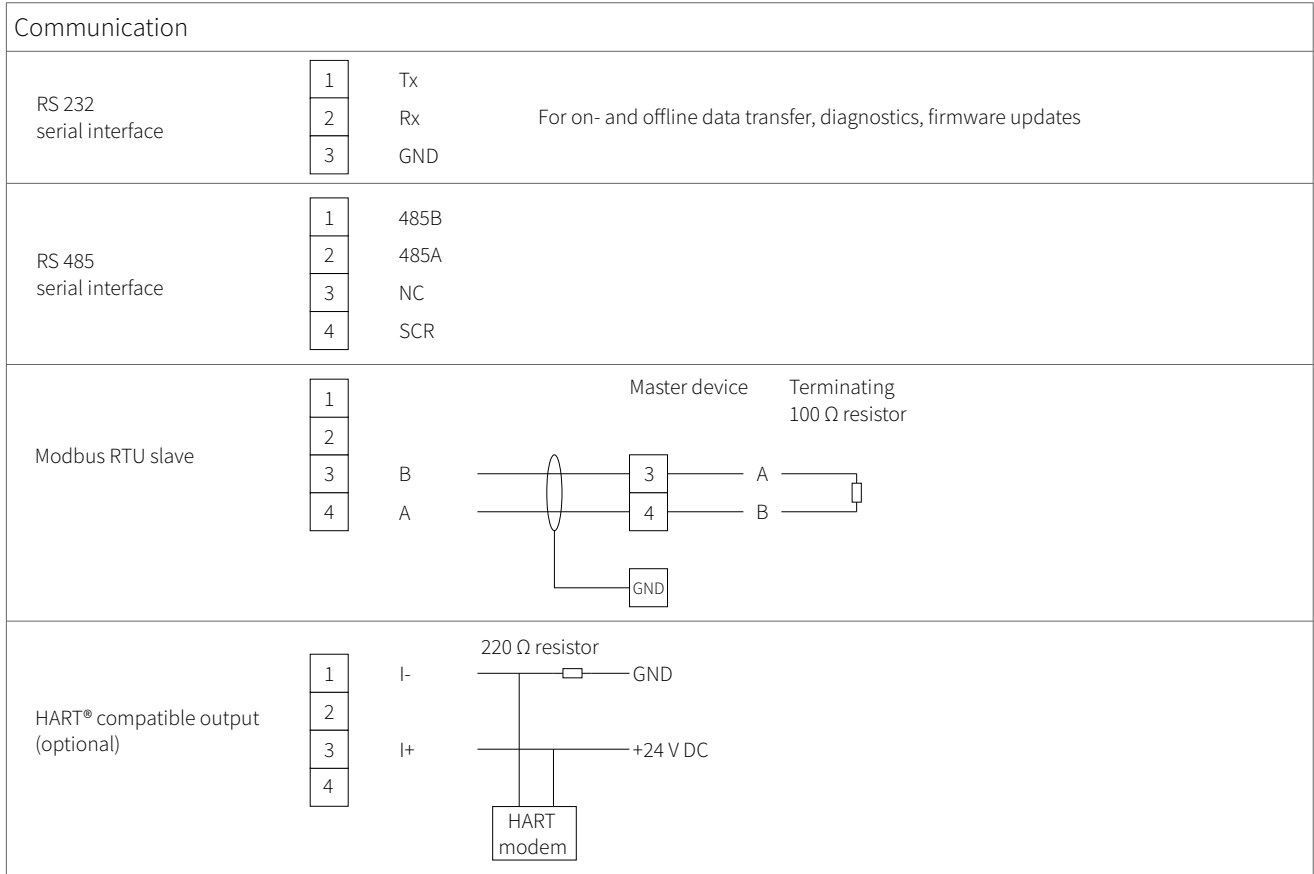 Communication
RS 232
serial interface
1 Tx
2 Rx
3 GND
For on- and offline data transfer, diagnostics, firmware updates
RS 485
serial interface
1 485B
2 485A
3 NC
4 SCR
Modbus RTU slave
1
2
3 B
4 A
Master device
Terminating
100 Ω resistor
3 A
4 B
GND
HART® compatible output
(optional)
1 I-
2
3 I+
4
220 Ω resistor
GND
+24 V DC
HART
modem